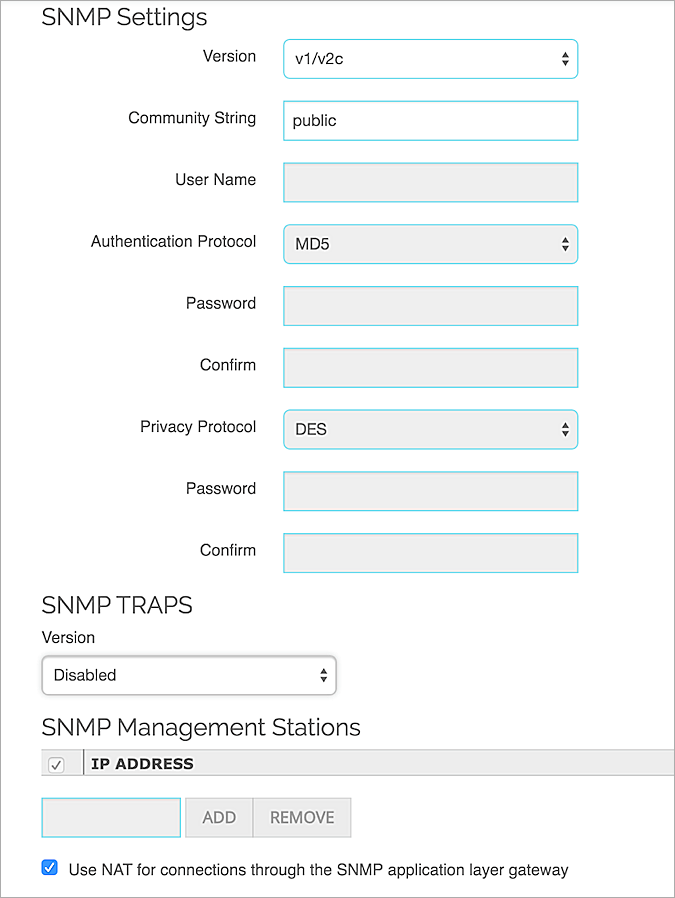 SNMP Settings
Version v1/v2c
Community String public
User Name
Authentication Protocol MD5
Password
Confirm
Privacy Protocol DES
Password
Confirm
SNMP TRAPS
Version
Disabled
SNMP Management Stations
IP ADDRESS
ADD REMOVE
Use NAT for connections through the SNMP application layer gateway